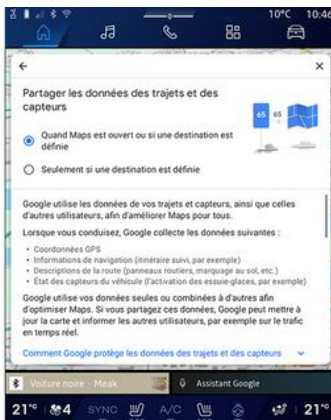 10°C 10:46
Partager les données des trajets et des
capteurs
65 65
Quand Maps est ouvert ou si une destination est
définie
Seulement si une destination est définie
Google utilise les données de vos trajets et capteurs, ainsi que celles
d'autres utilisateurs, afin d'améliorer Maps pour tous.
Lorsque vous conduisez, Google collecte les données suivantes :
• Coordonnées GPS
• Informations de navigation (itinéraire suivi, par exemple)
• Descriptions de la route (panneaux routiers, marquage au sol, etc.)
• État des capteurs du véhicule (l'activation des essuie-glaces, par exemple)
Google utilise vos données seules ou combinées à d'autres afin
d'optimiser Maps. Si vous partagez ces données, Google peut mettre à
jour la carte et informer les autres utilisateurs, par exemple sur le trafic
en temps réel.
Comment Google protège les données des trajets et capteurs
Voiture noire - Meak
Assistant Google
21° 4 SYNC A/C 21°